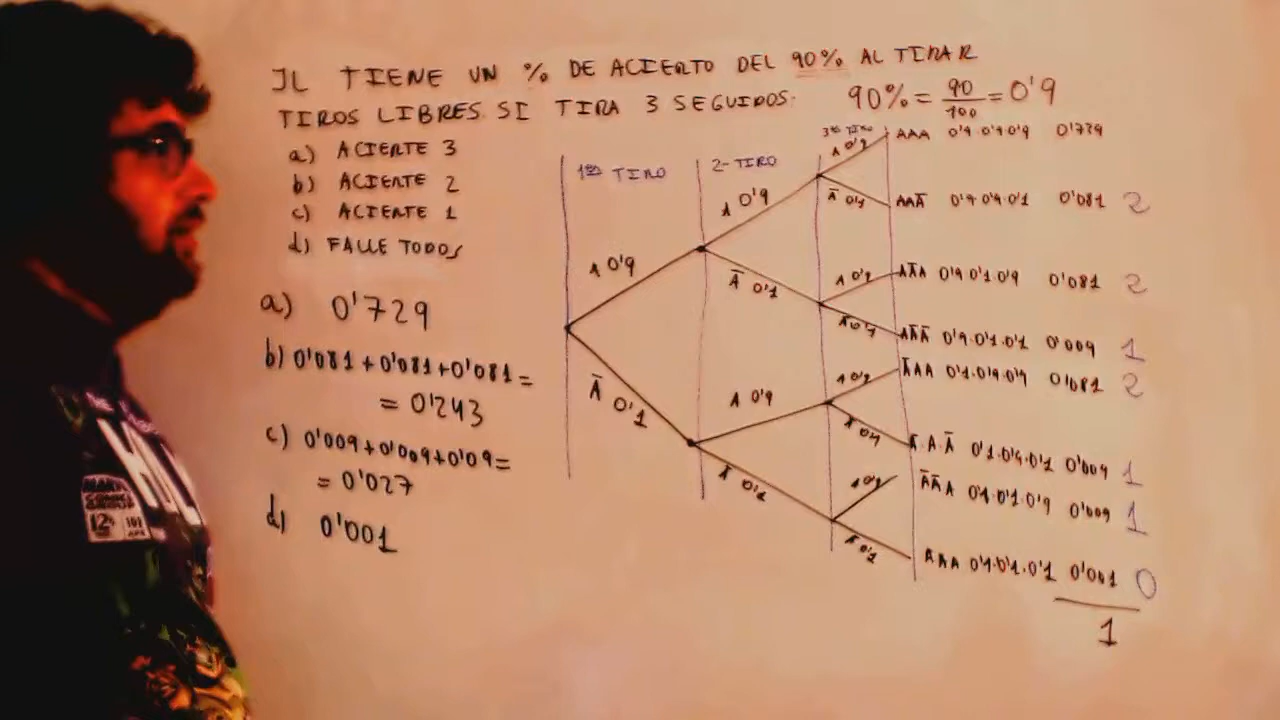 JL TIENE UN % DE ACIERTO DEL 90% AL TIRAR
TIROS LIBRES. SI TIRA 3 SEGUIDOS:
90% = 90/100 = 0'9
a) ACIERTE 3
b) ACIERTE 2
c) ACIERTE 1
d) FALLE TODOS
a) 0'729
b) 0'081 + 0'081 + 0'081 =
= 0'243
c) 0'009 + 0'009 + 0'09 =
= 0'027
d) 0'001
1er TIRO
2- TIRO
3er TIRO
A 0'9
Ā 0'1
A 0'9
Ā 0'1
A 0'9
Ā 0'1
A 0'9
Ā 0'1
A 0'9
Ā 0'1
A 0'9
Ā 0'1
A 0'9
Ā 0'1
AAA 0'9·0'9·0'9 0'729
AAĀ 0'9·0'9·0'1 0'081 2
AĀA 0'9·0'1·0'9 0'081 2
AĀĀ 0'9·0'1·0'1 0'009 1
ĀAA 0'1·0'9·0'9 0'081 2
Ā·A·Ā 0'1·0'9·0'1 0'009 1
ĀĀA 0'1·0'1·0'9 0'009 1
ĀĀĀ 0'1·0'1·0'1 0'001 0
1
12¢